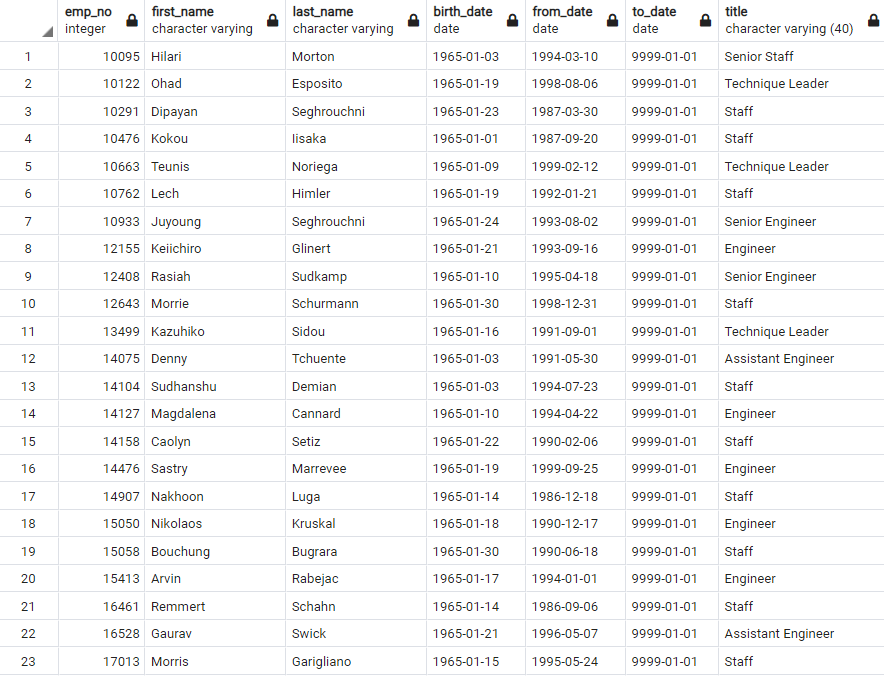 emp_no first_name last_name birth_date from_date to_date title
integer character varying character varying date date date character varying (40)
1 10095 Hilari Morton 1965-01-03 1994-03-10 9999-01-01 Senior Staff
2 10122 Ohad Esposito 1965-01-19 1998-08-06 9999-01-01 Technique Leader
3 10291 Dipayan Seghrouchni 1965-01-23 1987-03-30 9999-01-01 Staff
4 10476 Kokou Iisaka 1965-01-01 1987-09-20 9999-01-01 Staff
5 10663 Teunis Noriega 1965-01-09 1999-02-12 9999-01-01 Technique Leader
6 10762 Lech Himler 1965-01-19 1992-01-21 9999-01-01 Staff
7 10933 Juyoung Seghrouchni 1965-01-24 1993-08-02 9999-01-01 Senior Engineer
8 12155 Keiichiro Glinert 1965-01-21 1993-09-16 9999-01-01 Engineer
9 12408 Rasiah Sudkamp 1965-01-10 1995-04-18 9999-01-01 Senior Engineer
10 12643 Morrie Schurmann 1965-01-30 1998-12-31 9999-01-01 Staff
11 13499 Kazuhiko Sidou 1965-01-16 1991-09-01 9999-01-01 Technique Leader
12 14075 Denny Tchuente 1965-01-03 1991-05-30 9999-01-01 Assistant Engineer
13 14104 Sudhanshu Demian 1965-01-03 1994-07-23 9999-01-01 Staff
14 14127 Magdalena Cannard 1965-01-10 1994-04-22 9999-01-01 Engineer
15 14158 Caolyn Setiz 1965-01-22 1990-02-06 9999-01-01 Staff
16 14476 Sastry Marrevee 1965-01-19 1999-09-25 9999-01-01 Engineer
17 14907 Nakhoon Luga 1965-01-14 1986-12-18 9999-01-01 Staff
18 15050 Nikolaos Kruskal 1965-01-18 1990-12-17 9999-01-01 Engineer
19 15058 Bouchung Bugrara 1965-01-30 1990-06-18 9999-01-01 Staff
20 15413 Arvin Rabejac 1965-01-17 1994-01-01 9999-01-01 Engineer
21 16461 Remmert Schahn 1965-01-14 1986-09-06 9999-01-01 Staff
22 16528 Gaurav Swick 1965-01-21 1996-05-07 9999-01-01 Assistant Engineer
23 17013 Morris Garigliano 1965-01-15 1995-05-24 9999-01-01 Staff